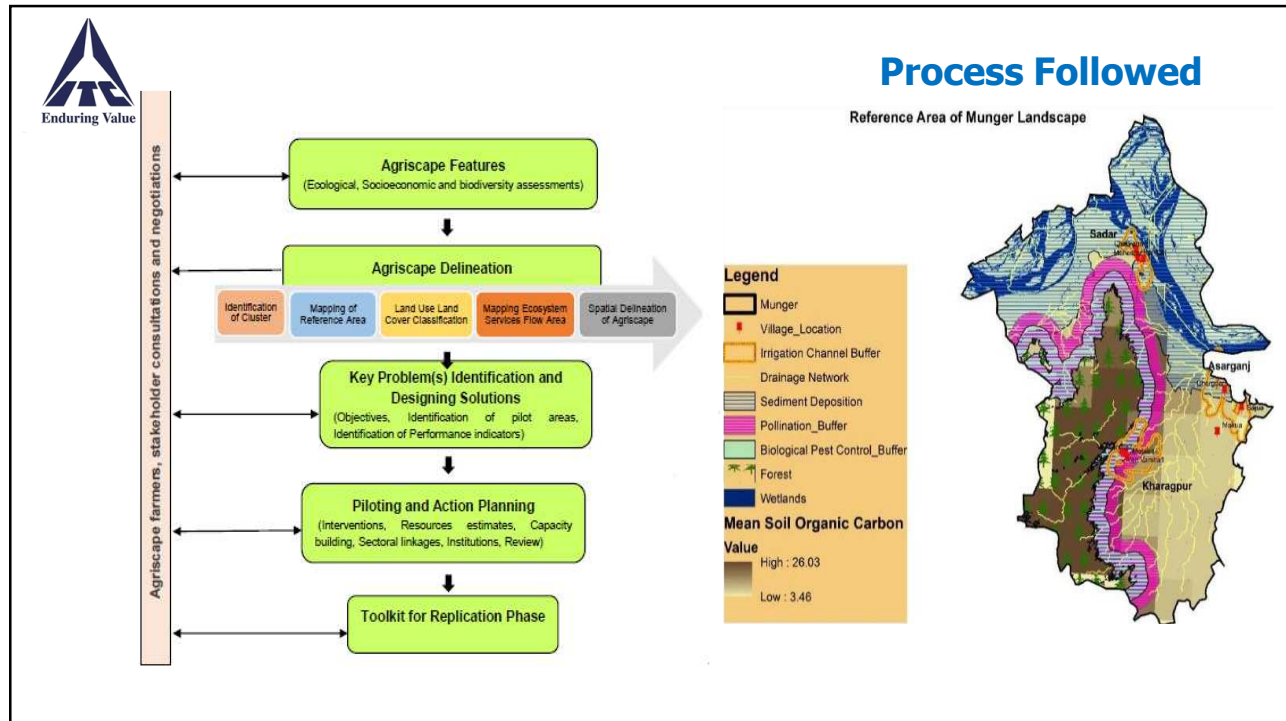 ITC
Enduring Value
Process Followed
Agriscape farmers, stakeholder consultations and negotiations
Agriscape Features
(Ecological, Socioeconomic and biodiversity assessments)
Agriscape Delineation
Identification
of Cluster
Mapping of
Reference Area
Land Use Land
Cover Classification
Mapping Ecosystem
Services Flow Area
Spatial Delineation
of Agriscape
Key Problem(s) Identification and
Designing Solutions
(Objectives, Identification of pilot areas,
Identification of Performance indicators)
Piloting and Action Planning
(Interventions, Resources estimates, Capacity
building, Sectoral linkages, Institutions, Review)
Toolkit for Replication Phase
Reference Area of Munger Landscape
Legend
Munger
Village_Location
Irrigation Channel Buffer
Drainage Network
Sediment Deposition
Pollination_Buffer
Biological Pest Control_Buffer
Forest
Wetlands
Mean Soil Organic Carbon
Value
High : 26.03
Low : 3.46
Sadar
Asarganj
Kharagpur